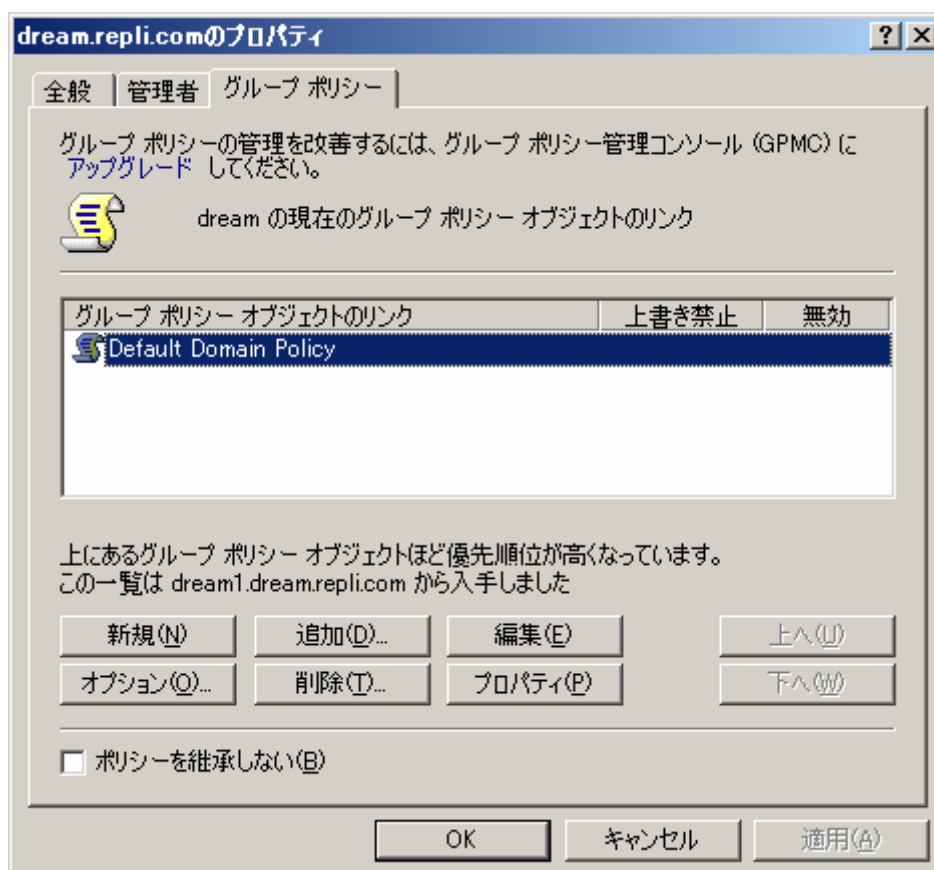 dream.repli.comのプロパティ
全般 管理者 グループ ポリシー
グループ ポリシーの管理を改善するには、グループ ポリシー管理コンソール (GPMC) に
アップグレード してください。
dream の現在のグループ ポリシー オブジェクトのリンク
グループ ポリシー オブジェクトのリンク 上書き禁止 無効
Default Domain Policy
上にあるグループ ポリシー オブジェクトほど優先順位が高くなっています。
この一覧は dream1.dream.repli.com から入手しました
新規(N) 追加(D)... 編集(E) 上へ(U)
オプション(O)... 削除(T)... プロパティ(P) 下へ(W)
ポリシーを継承しない(B)
OK キャンセル 適用(A)